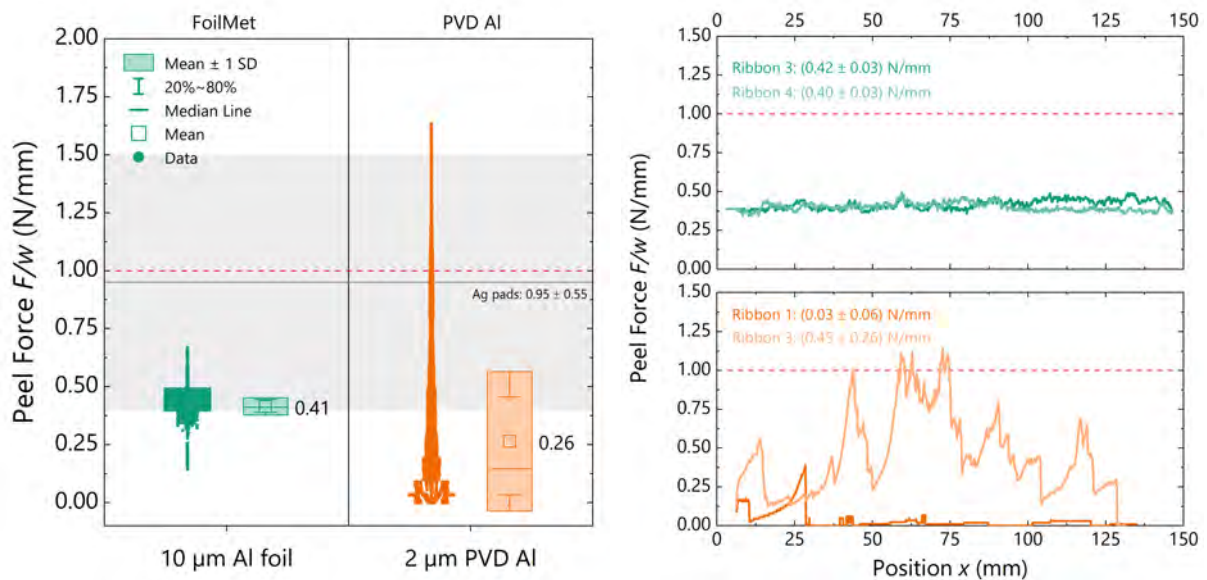 FoilMet
PVD Al
Peel Force F/w (N/mm)
2.00
1.75
1.50
1.25
1.00
0.75
0.50
0.25
0.00
Mean ± 1 SD
20%~80%
Median Line
Mean
Data
Ag pads: 0.95 ± 0.55
0.41
0.26
10 µm Al foil
2 µm PVD Al
0 25 50 75 100 125 150
Peel Force F/w (N/mm)
1.50
1.25
1.00
0.75
0.50
0.25
0.00
Ribbon 3: (0.42 ± 0.03) N/mm
Ribbon 4: (0.40 ± 0.03) N/mm
1.50
1.25
1.00
0.75
0.50
0.25
0.00
Ribbon 1: (0.03 ± 0.06) N/mm
Ribbon 3: (0.45 ± 0.26) N/mm
0 25 50 75 100 125 150
Position x (mm)